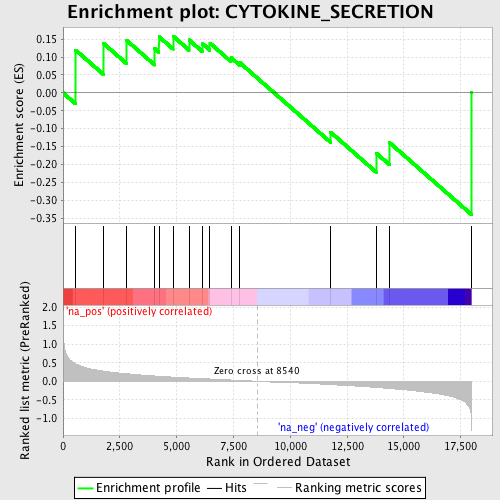 Enrichment plot: CYTOKINE_SECRETION
Enrichment score (ES)
0.15
0.10
0.05
0.00
-0.05
-0.10
-0.15
-0.20
-0.25
-0.30
-0.35
'na_pos' (positively correlated)
Ranked list metric (PreRanked)
2.0
1.5
1.0
0.5
0.0
-0.5
-1.0
Zero cross at 8540
'na_neg' (negatively correlated)
0 2,500 5,000 7,500 10,000 12,500 15,000 17,500
Rank in Ordered Dataset
Enrichment profile Hits Ranking metric scores